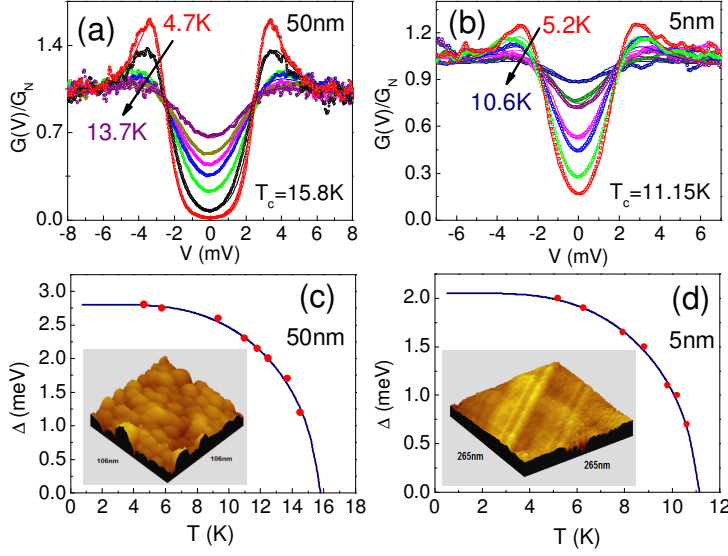 (a)
4.7K
50nm
13.7K
T_c=15.8K
G(V)/G_N
0.0
0.7
1.4
-8 -6 -4 -2 0 2 4 6 8
V (mV)
(b)
5.2K
5nm
10.6K
T_c=11.15K
G(V)/G_N
0.0
0.3
0.6
0.9
1.2
-6 -4 -2 0 2 4 6
V (mV)
(c)
50nm
Δ (meV)
3.0
2.5
2.0
1.5
1.0
0.5
0.0
106nm
106nm
0 2 4 6 8 10 12 14 16 18
T (K)
(d)
5nm
Δ (meV)
2.0
1.5
1.0
0.5
0.0
265nm
265nm
0 2 4 6 8 10 12
T (K)